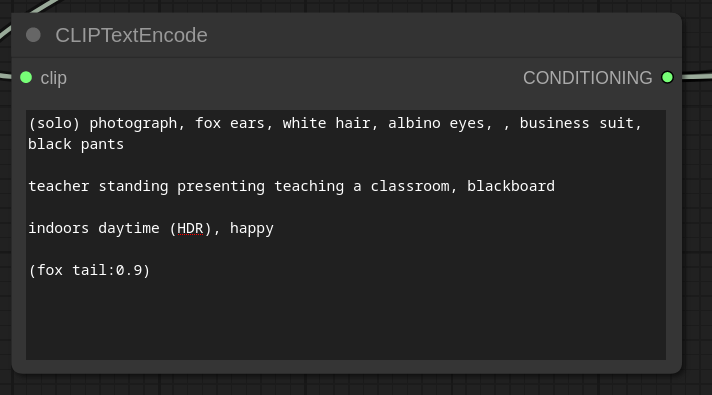 CLIPTextEncode
clip
CONDITIONING
(solo) photograph, fox ears, white hair, albino eyes, , business suit,
black pants
teacher standing presenting teaching a classroom, blackboard
indoors daytime (HDR), happy
(fox tail:0.9)